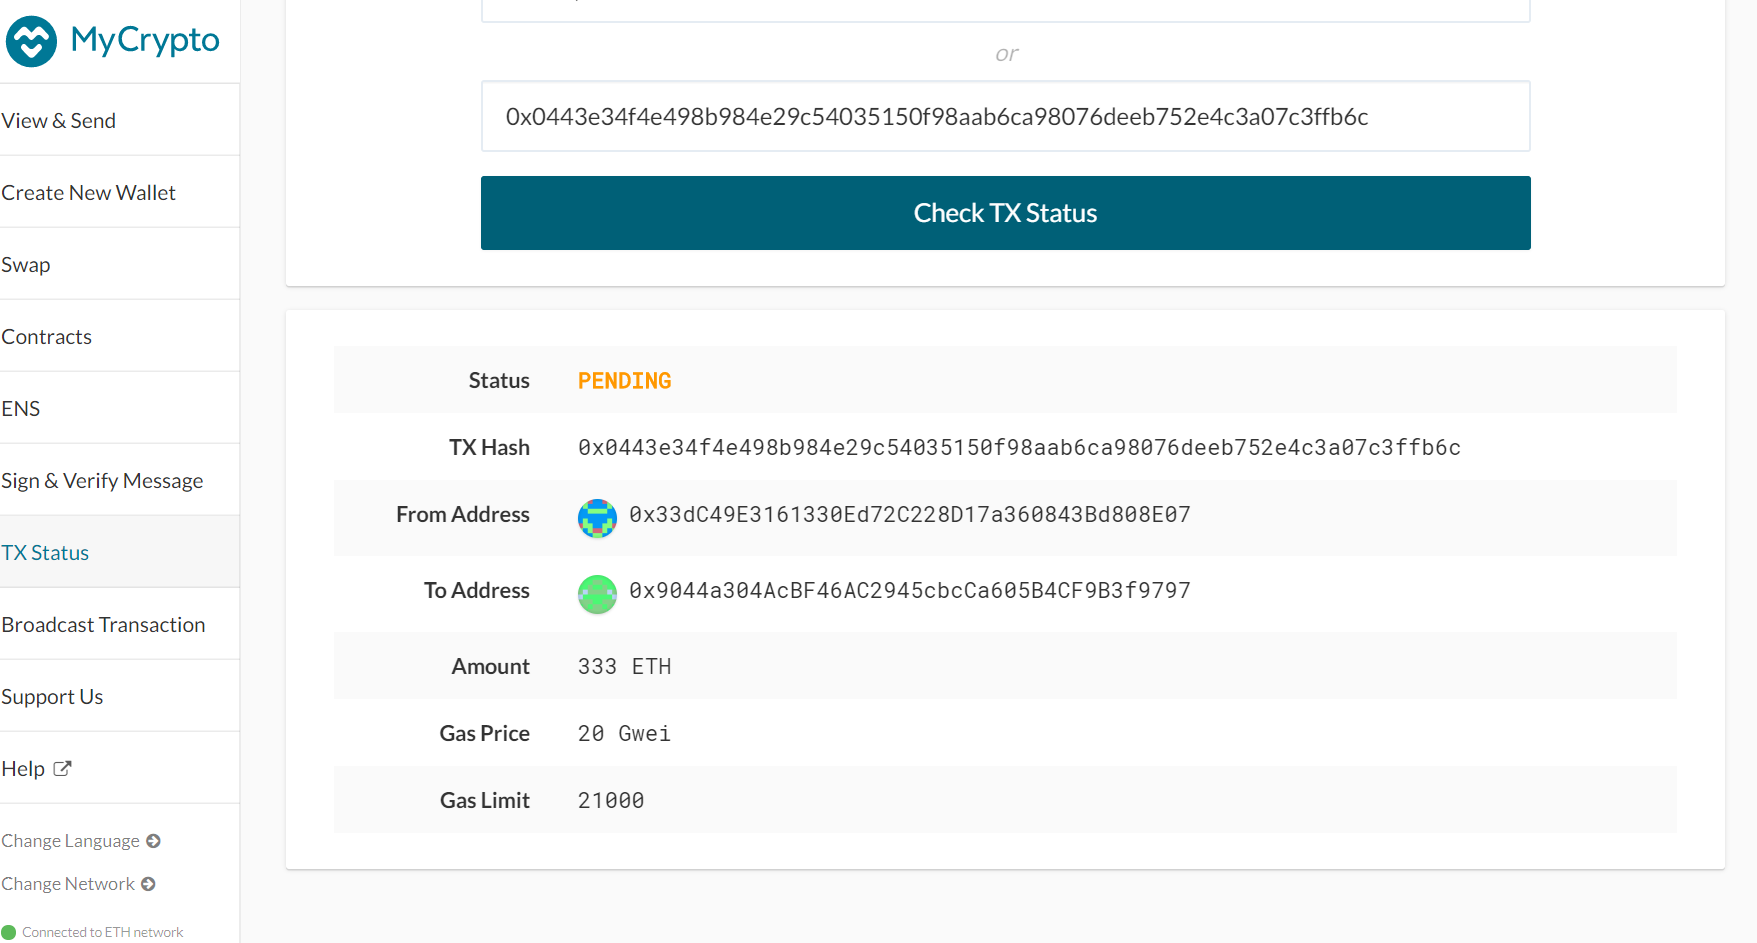 MyCrypto
View & Send
Create New Wallet
Swap
Contracts
ENS
Sign & Verify Message
TX Status
Broadcast Transaction
Support Us
Help
Change Language
Change Network
Connected to ETH network
or
0x0443e34f4e498b984e29c54035150f98aab6ca98076deeb752e4c3a07c3ffb6c
Check TX Status
Status PENDING
TX Hash 0x0443e34f4e498b984e29c54035150f98aab6ca98076deeb752e4c3a07c3ffb6c
From Address 0x33dC49E3161330Ed72C228D17a360843Bd808E07
To Address 0x9044a304AcBF46AC2945cbcCa605B4CF9B3f9797
Amount 333 ETH
Gas Price 20 Gwei
Gas Limit 21000